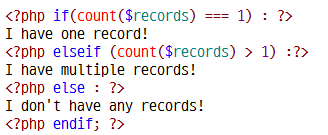 <?php if(count($records) === 1) : ?>
I have one record!
<?php elseif (count($records) > 1) :?>
I have multiple records!
<?php else : ?>
I don't have any records!
<?php endif; ?>